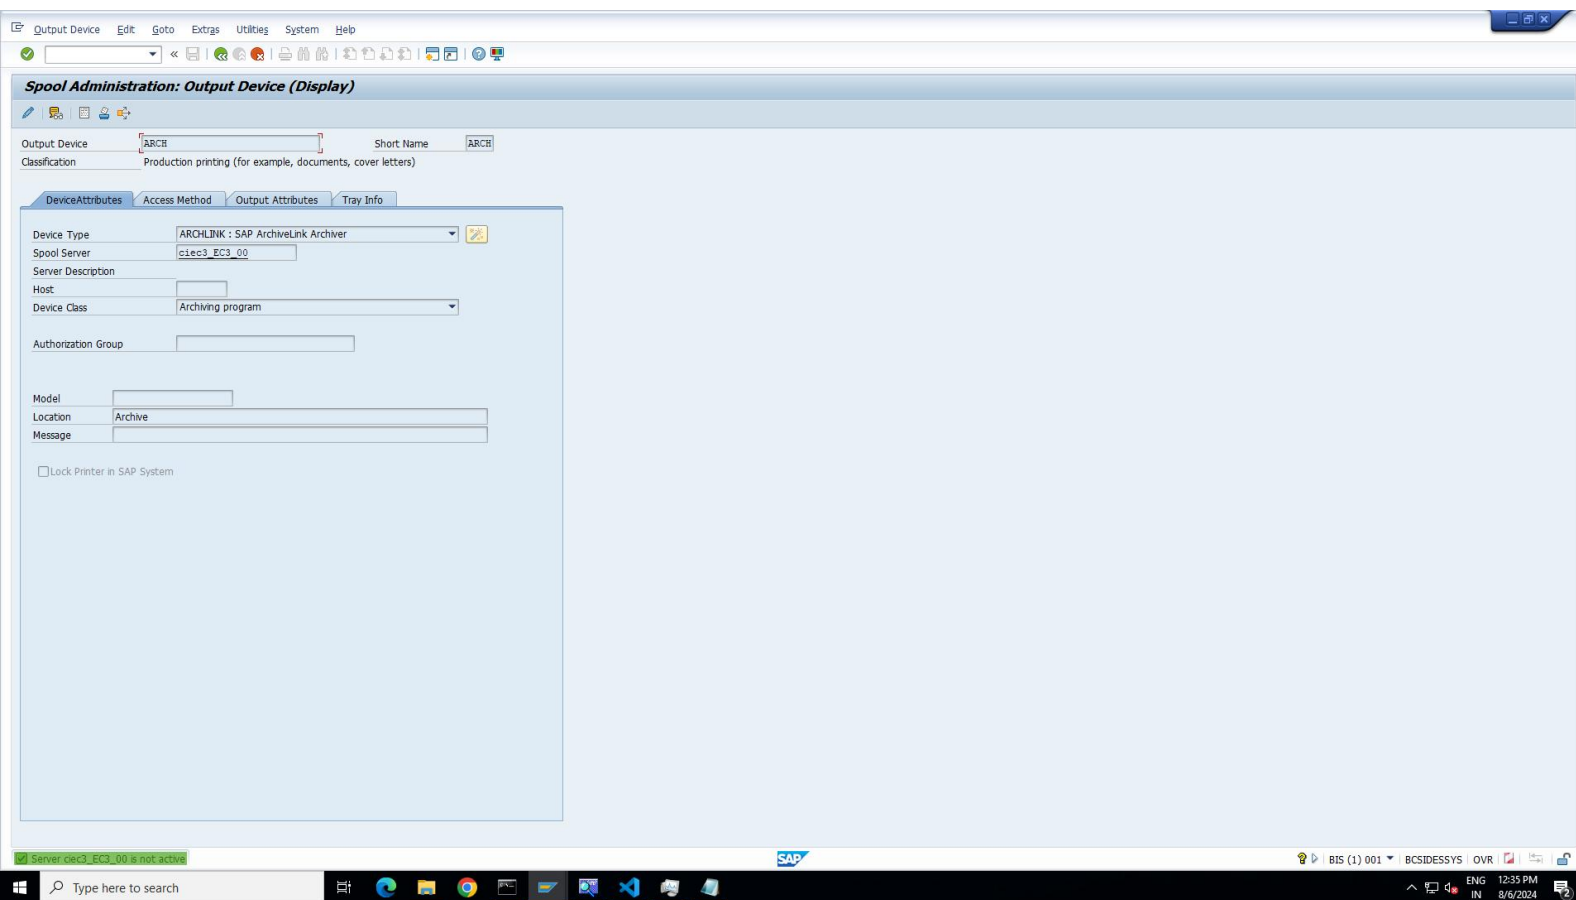 Output Device Edit Goto Extras Utilities System Help
Spool Administration: Output Device (Display)
Output Device ARCH Short Name ARCH
Classification Production printing (for example, documents, cover letters)
DeviceAttributes Access Method Output Attributes Tray Info
Device Type ARCHLINK : SAP ArchiveLink Archiver
Spool Server ciec3_EC3_00
Server Description
Host
Device Class Archiving program
Authorization Group
Model
Location Archive
Message
Lock Printer in SAP System
Server ciec3_EC3_00 is not active SAP BIS (1) 001 BCSIDESSYS OVR
Type here to search ENG 12:35 PM
IN 8/6/2024 2